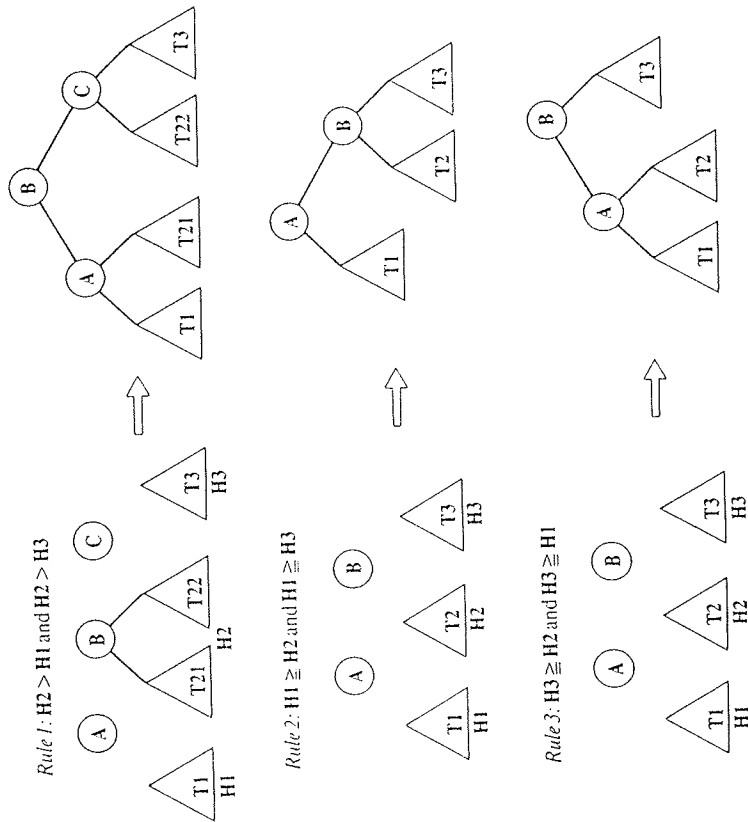 Rule 1: H2 > H1 and H2 > H3
A B C
T1 T21 T22 T3
H1 H2 H3
B
A C
T1 T21 T22 T3
Rule 2: H1 ≧ H2 and H1 ≧ H3
A B
T1 T2 T3
H1 H2 H3
A
B
T1 T2 T3
Rule 3: H3 ≧ H2 and H3 ≧ H1
A B
T1 T2 T3
H1 H2 H3
B
A T3
T1 T2